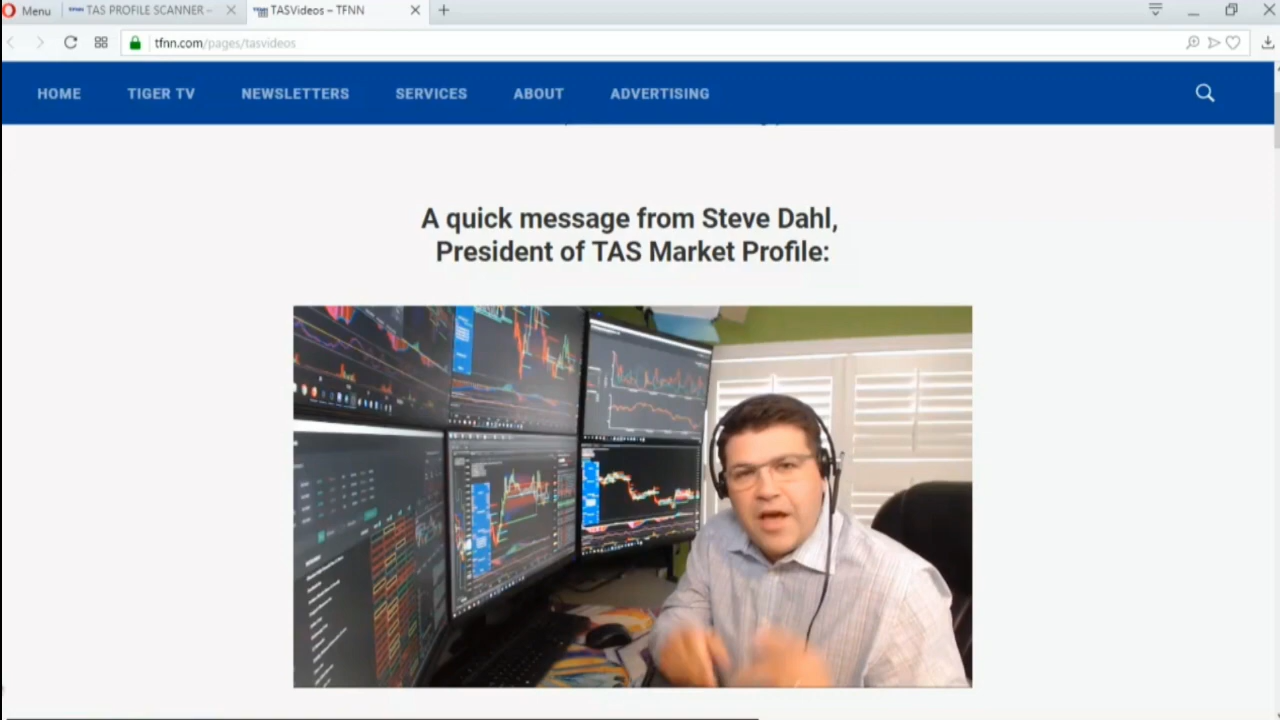 Menu
TAS PROFILE SCANNER –
TASVideos – TFNN
tfnn.com/pages/tasvideos
HOME
TIGER TV
NEWSLETTERS
SERVICES
ABOUT
ADVERTISING
A quick message from Steve Dahl,
President of TAS Market Profile: